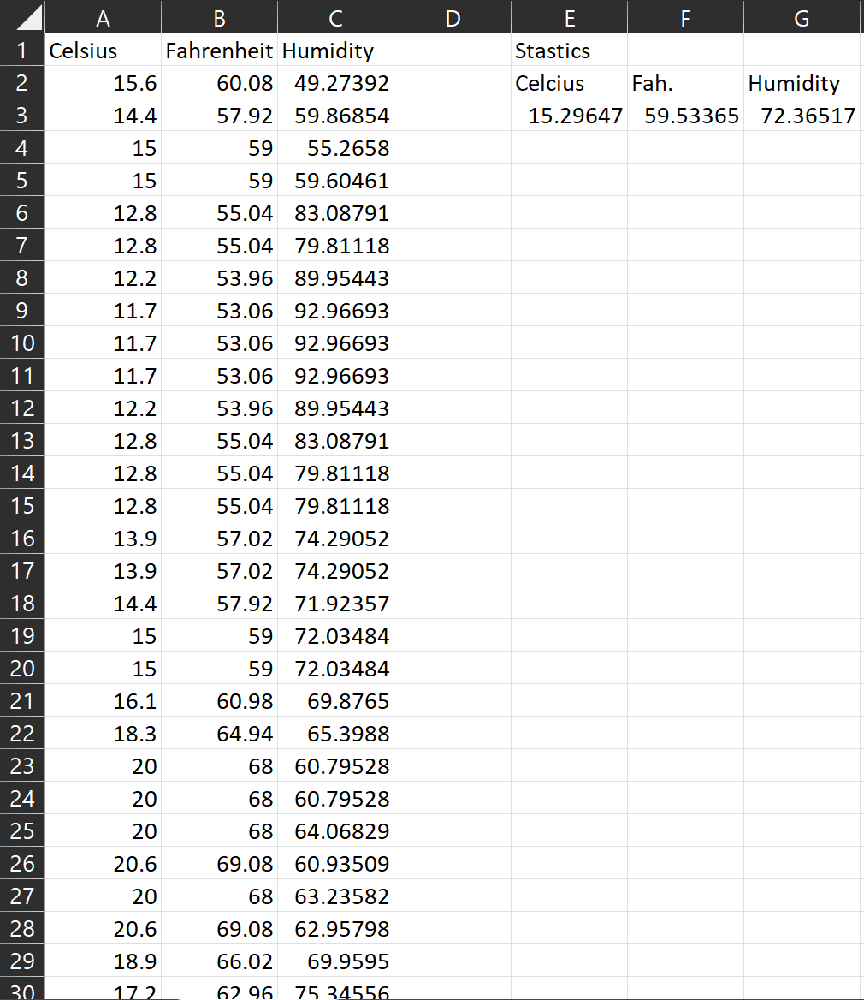 A B C D E F G
1 Celsius Fahrenheit Humidity Stastics
2 15.6 60.08 49.27392 Celcius Fah. Humidity
3 14.4 57.92 59.86854 15.29647 59.53365 72.36517
4 15 59 55.2658
5 15 59 59.60461
6 12.8 55.04 83.08791
7 12.8 55.04 79.81118
8 12.2 53.96 89.95443
9 11.7 53.06 92.96693
10 11.7 53.06 92.96693
11 11.7 53.06 92.96693
12 12.2 53.96 89.95443
13 12.8 55.04 83.08791
14 12.8 55.04 79.81118
15 12.8 55.04 79.81118
16 13.9 57.02 74.29052
17 13.9 57.02 74.29052
18 14.4 57.92 71.92357
19 15 59 72.03484
20 15 59 72.03484
21 16.1 60.98 69.8765
22 18.3 64.94 65.3988
23 20 68 60.79528
24 20 68 60.79528
25 20 68 64.06829
26 20.6 69.08 60.93509
27 20 68 63.23582
28 20.6 69.08 62.95798
29 18.9 66.02 69.9595
30 17.2 62.96 75.34556